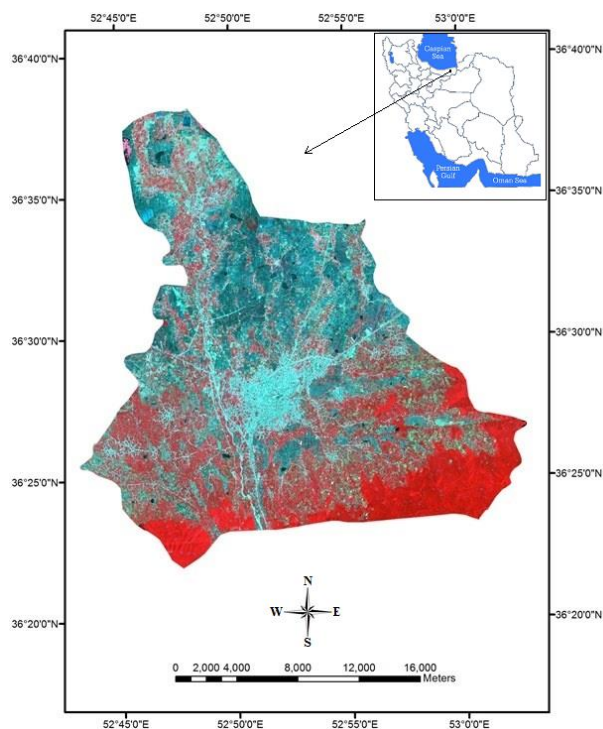 52°45'0"E 52°50'0"E 52°55'0"E 53°0'0"E
36°40'0"N 36°40'0"N
Caspian
Sea
Persian
Gulf
Oman Sea
36°35'0"N 36°35'0"N
36°30'0"N 36°30'0"N
36°25'0"N 36°25'0"N
36°20'0"N 36°20'0"N
N
W E
S
0 2,000 4,000 8,000 12,000 16,000
Meters
52°45'0"E 52°50'0"E 52°55'0"E 53°0'0"E